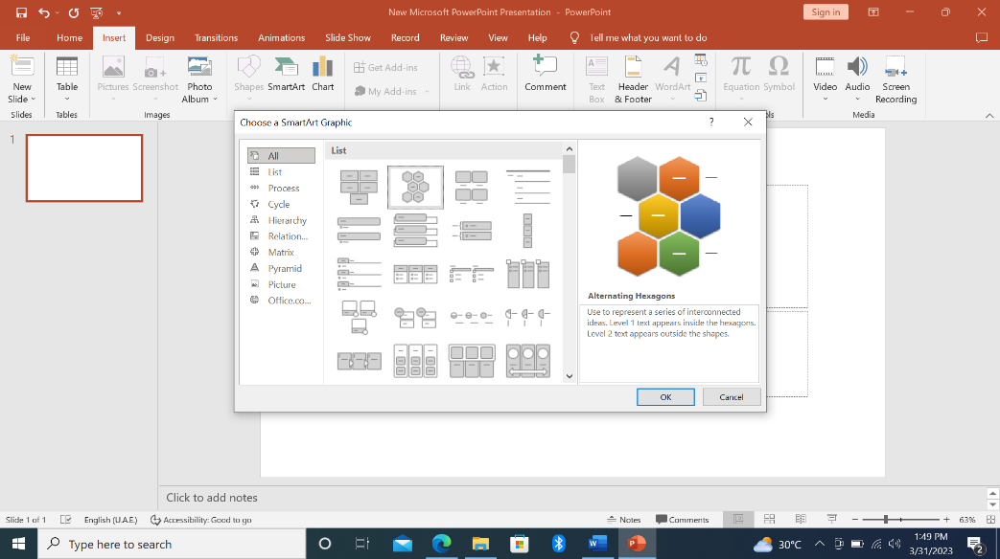 New Microsoft PowerPoint Presentation - PowerPoint
Sign in
File Home Insert Design Transitions Animations Slide Show Record Review View Help Tell me what you want to do
New Slide
Table
Pictures
Screenshot
Photo Album
Shapes
SmartArt
Chart
Get Add-ins
My Add-ins
Link
Action
Comment
Text Box
Header & Footer
WordArt
Equation
Symbol
Video
Audio
Screen Recording
Slides
Tables
Images
Media
1
Choose a SmartArt Graphic
?
All
List
Process
Cycle
Hierarchy
Relation...
Matrix
Pyramid
Picture
Office.co...
List
Alternating Hexagons
Use to represent a series of interconnected
ideas. Level 1 text appears inside the hexagons.
Level 2 text appears outside the shapes.
OK
Cancel
Click to add notes
Slide 1 of 1 English (U.A.E.) Accessibility: Good to go Notes Comments 63%
Type here to search
30°C
1:49 PM
3/31/2023
2